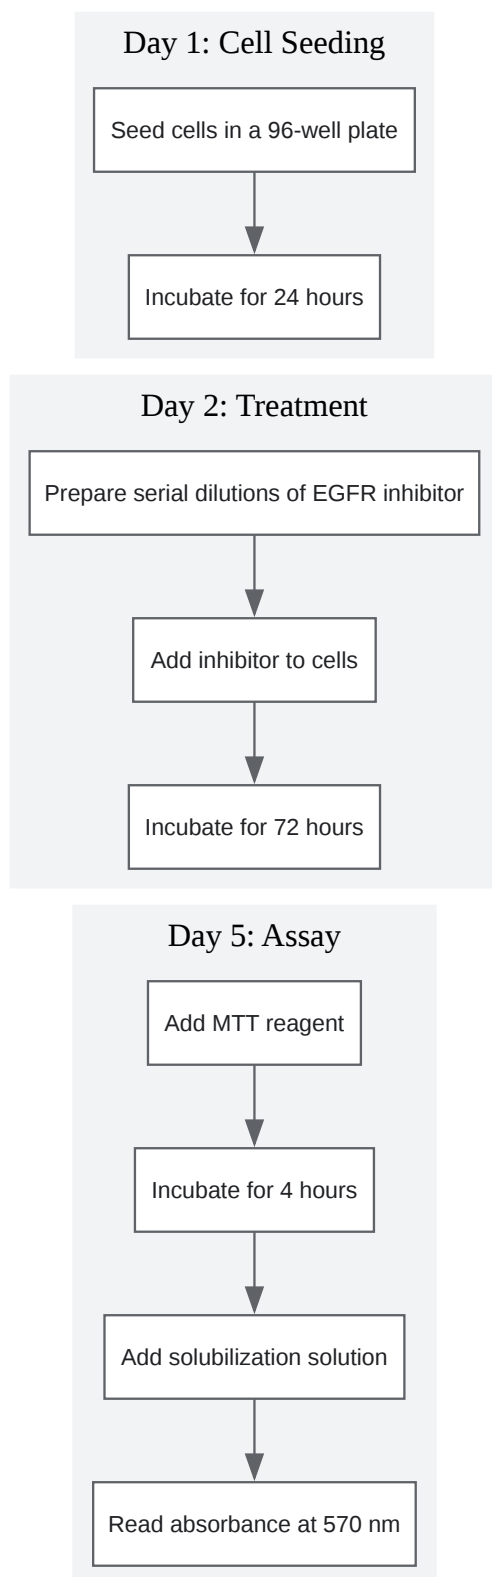 Day 1: Cell Seeding
Seed cells in a 96-well plate
Incubate for 24 hours
Day 2: Treatment
Prepare serial dilutions of EGFR inhibitor
Add inhibitor to cells
Incubate for 72 hours
Day 5: Assay
Add MTT reagent
Incubate for 4 hours
Add solubilization solution
Read absorbance at 570 nm